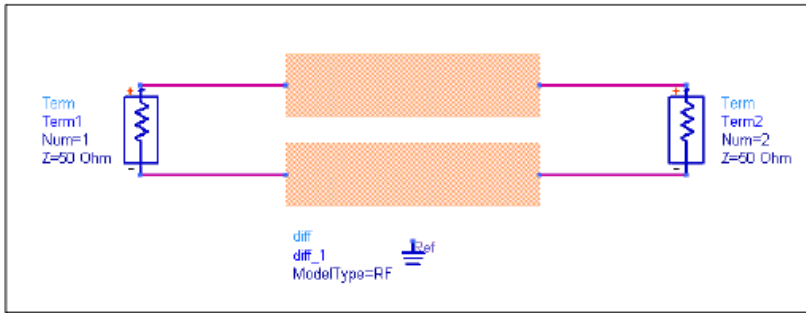 +
Term
Term1
Num=1
Z=50 Ohm
-
+
Term
Term2
Num=2
Z=50 Ohm
-
diff
diff_1
ModelType=RF
Ref